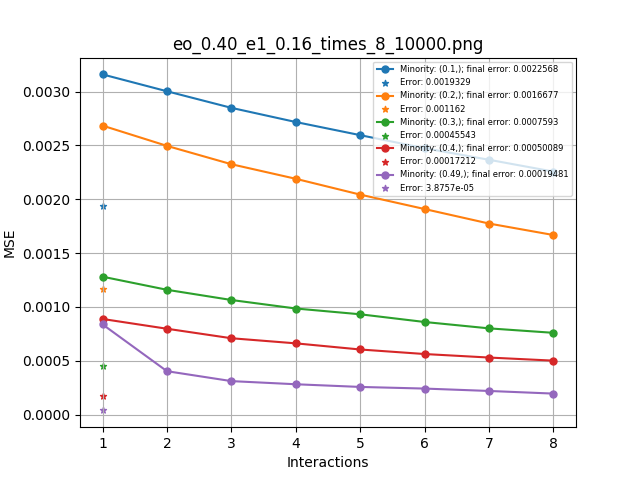 eo_0.40_e1_0.16_times_8_10000.png
Minority: (0.1,); final error: 0.0022568
Error: 0.0019329
Minority: (0.2,); final error: 0.0016677
Error: 0.001162
Minority: (0.3,); final error: 0.0007593
Error: 0.00045543
Minority: (0.4,); final error: 0.00050089
Error: 0.00017212
Minority: (0.49,); final error: 0.00019481
Error: 3.8757e-05
MSE
0.0030
0.0025
0.0020
0.0015
0.0010
0.0005
0.0000
1 2 3 4 5 6 7 8
Interactions